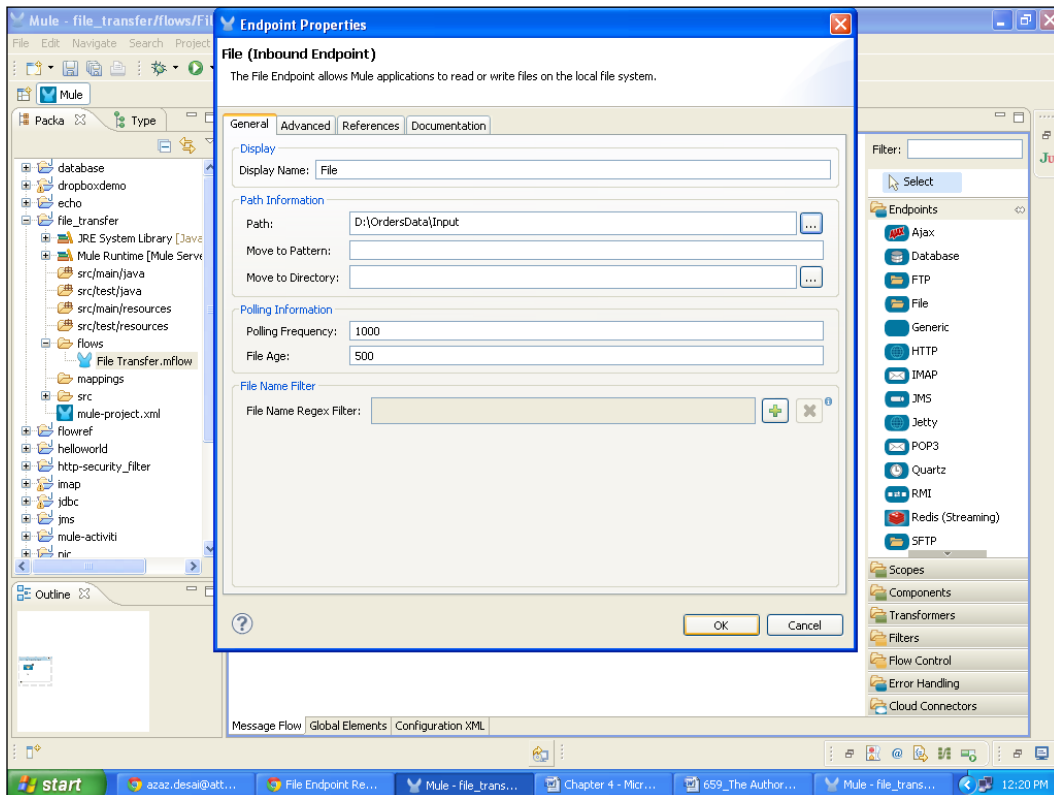 Mule - file_transfer/flows/Fil
File Edit Navigate Search Project
Mule
Packa
Type
database
dropboxdemo
echo
file_transfer
JRE System Library [Java
Mule Runtime [Mule Serve
src/main/java
src/test/java
src/main/resources
src/test/resources
flows
File Transfer.mflow
mappings
src
mule-project.xml
flowref
helloworld
http-security_filter
imap
jdbc
jms
mule-activiti
Outline
Endpoint Properties
File (Inbound Endpoint)
The File Endpoint allows Mule applications to read or write files on the local file system.
General Advanced References Documentation
Display
Display Name: File
Path Information
Path: D:\OrdersData\Input ...
Move to Pattern:
Move to Directory: ...
Polling Information
Polling Frequency: 1000
File Age: 500
File Name Filter
File Name Regex Filter:
OK Cancel
Message Flow Global Elements Configuration XML
Filter:
Select
Endpoints
AJAX Ajax
Database
FTP
File
Generic
HTTP
IMAP
JMS
Jetty
POP3
Quartz
RMI
Redis (Streaming)
SFTP
Scopes
Components
Transformers
Filters
Flow Control
Error Handling
Cloud Connectors
Ju
start azaz.desai@att... File Endpoint Re... Mule - file_trans... Chapter 4 - Micr... 659_The Author... Mule - file_trans... 12:20 PM